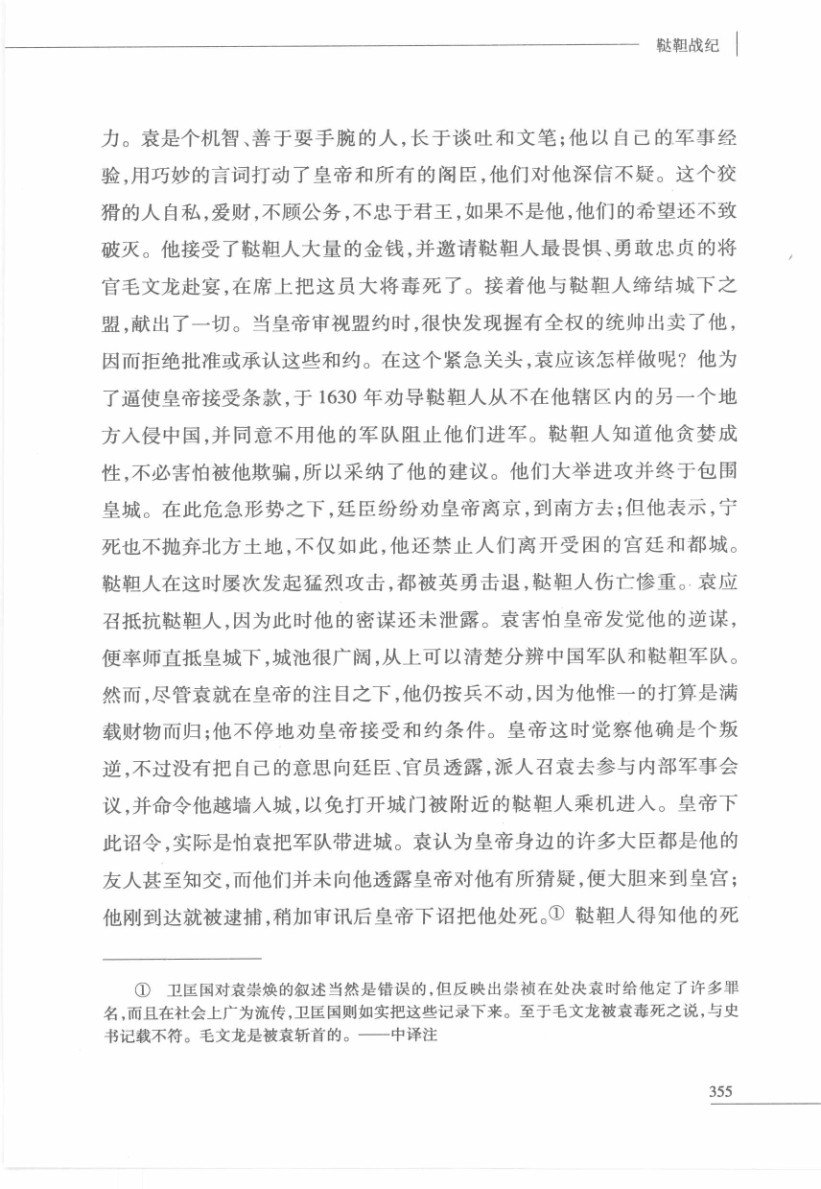 鞑靼战纪
力。袁是个机智、善于耍手腕的人,长于谈吐和文笔;他以自己的军事经
验,用巧妙的言词打动了皇帝和所有的阁臣,他们对他深信不疑。这个狡
猾的人自私,爱财,不顾公务,不忠于君王,如果不是他,他们的希望还不致
破灭。他接受了鞑靼人大量的金钱,并邀请鞑靼人最畏惧、勇敢忠贞的将
官毛文龙赴宴,在席上把这员大将毒死了。接着他与鞑靼人缔结城下之
盟,献出了一切。当皇帝审视盟约时,很快发现握有全权的统帅出卖了他,
因而拒绝批准或承认这些和约。在这个紧急关头,袁应该怎样做呢?他为
了逼使皇帝接受条款,于1630年劝导鞑靼人从不在他辖区内的另一个地
方入侵中国,并同意不用他的军队阻止他们进军。鞑靼人知道他贪婪成
性,不必害怕被他欺骗,所以采纳了他的建议。他们大举进攻并终于包围
皇城。在此危急形势之下,廷臣纷纷劝皇帝离京,到南方去;但他表示,宁
死也不抛弃北方土地,不仅如此,他还禁止人们离开受困的宫廷和都城。
鞑靼人在这时屡次发起猛烈攻击,都被英勇击退,鞑靼人伤亡惨重。袁应
召抵抗鞑靼人,因为此时他的密谋还未泄露。袁害怕皇帝发觉他的逆谋,
便率师直抵皇城下,城池很广阔,从上可以清楚分辨中国军队和鞑靼军队。
然而,尽管袁就在皇帝的注目之下,他仍按兵不动,因为他惟一的打算是满
载财物而归;他不停地劝皇帝接受和约条件。皇帝这时觉察他确是个叛
逆,不过没有把自己的意思向廷臣、官员透露,派人召袁去参与内部军事会
议,并命令他越墙入城,以免打开城门被附近的鞑靼人乘机进入。皇帝下
此诏令,实际是怕袁把军队带进城。袁认为皇帝身边的许多大臣都是他的
友人甚至知交,而他们并未向他透露皇帝对他有所猜疑,便大胆来到皇宫;
他刚到达就被逮捕,稍加审讯后皇帝下诏把他处死。①鞑靼人得知他的死
①　卫匡国对袁崇焕的叙述当然是错误的,但反映出崇祯在处决袁时给他定了许多罪
名,而且在社会上广为流传,卫匡国则如实把这些记录下来。至于毛文龙被袁毒死之说,与史
书记载不符。毛文龙是被袁斩首的。——中译注
355